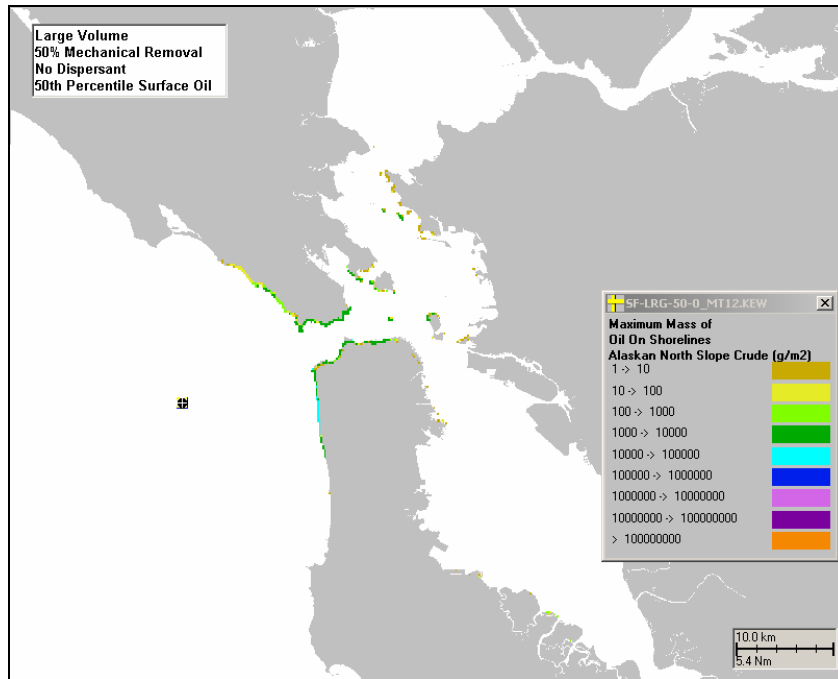 Large Volume
50% Mechanical Removal
No Dispersant
50th Percentile Surface Oil
SF-LRG-50-0_MT12.KEW
Maximum Mass of
Oil On Shorelines
Alaskan North Slope Crude (g/m2)
1 -> 10
10 -> 100
100 -> 1000
1000 -> 10000
10000 -> 100000
100000 -> 1000000
1000000 -> 10000000
10000000 -> 100000000
> 100000000
10.0 km
5.4 Nm